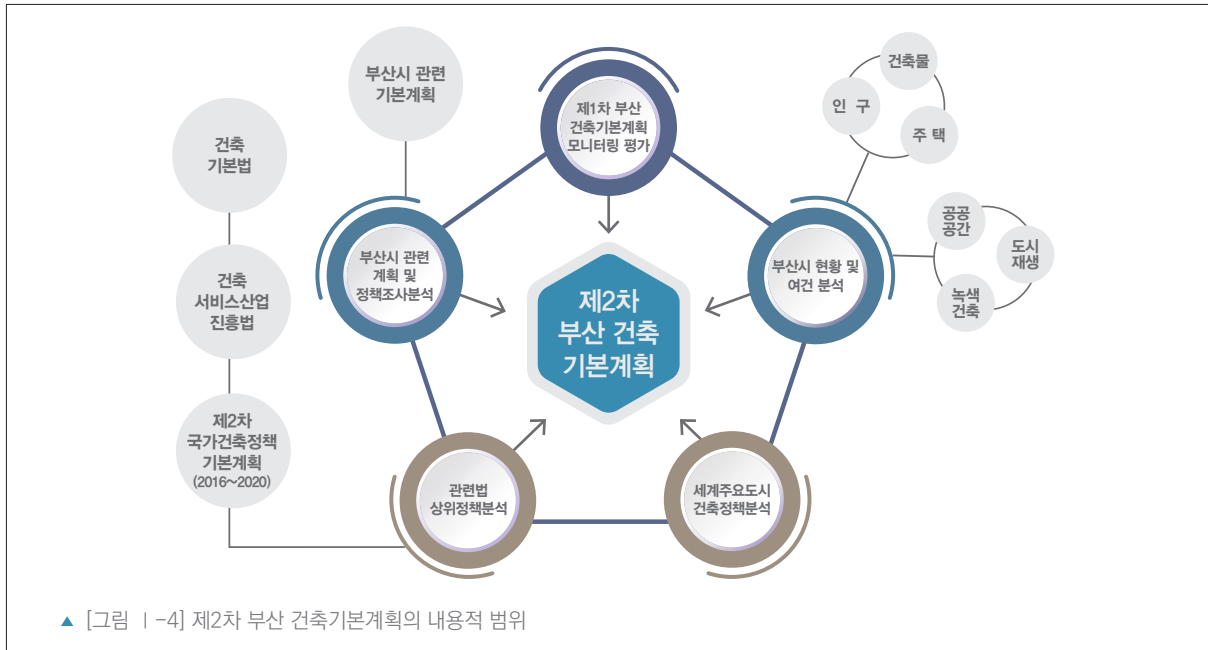 부산시 관련
기본계획
건축
기본법
건축
서비스산업
진흥법
제2차
국가건축정책
기본계획
(2016~2020)
제1차 부산
건축기본계획
모니터링 평가
부산시 관련
계획 및
정책조사분석
부산시 현황 및
여건 분석
관련법
상위정책분석
세계주요도시
건축정책분석
제2차
부산 건축
기본계획
건축물
인 구
주 택
공공
공간
도시
재생
녹색
건축
▲ [그림 Ⅰ-4] 제2차 부산 건축기본계획의 내용적 범위